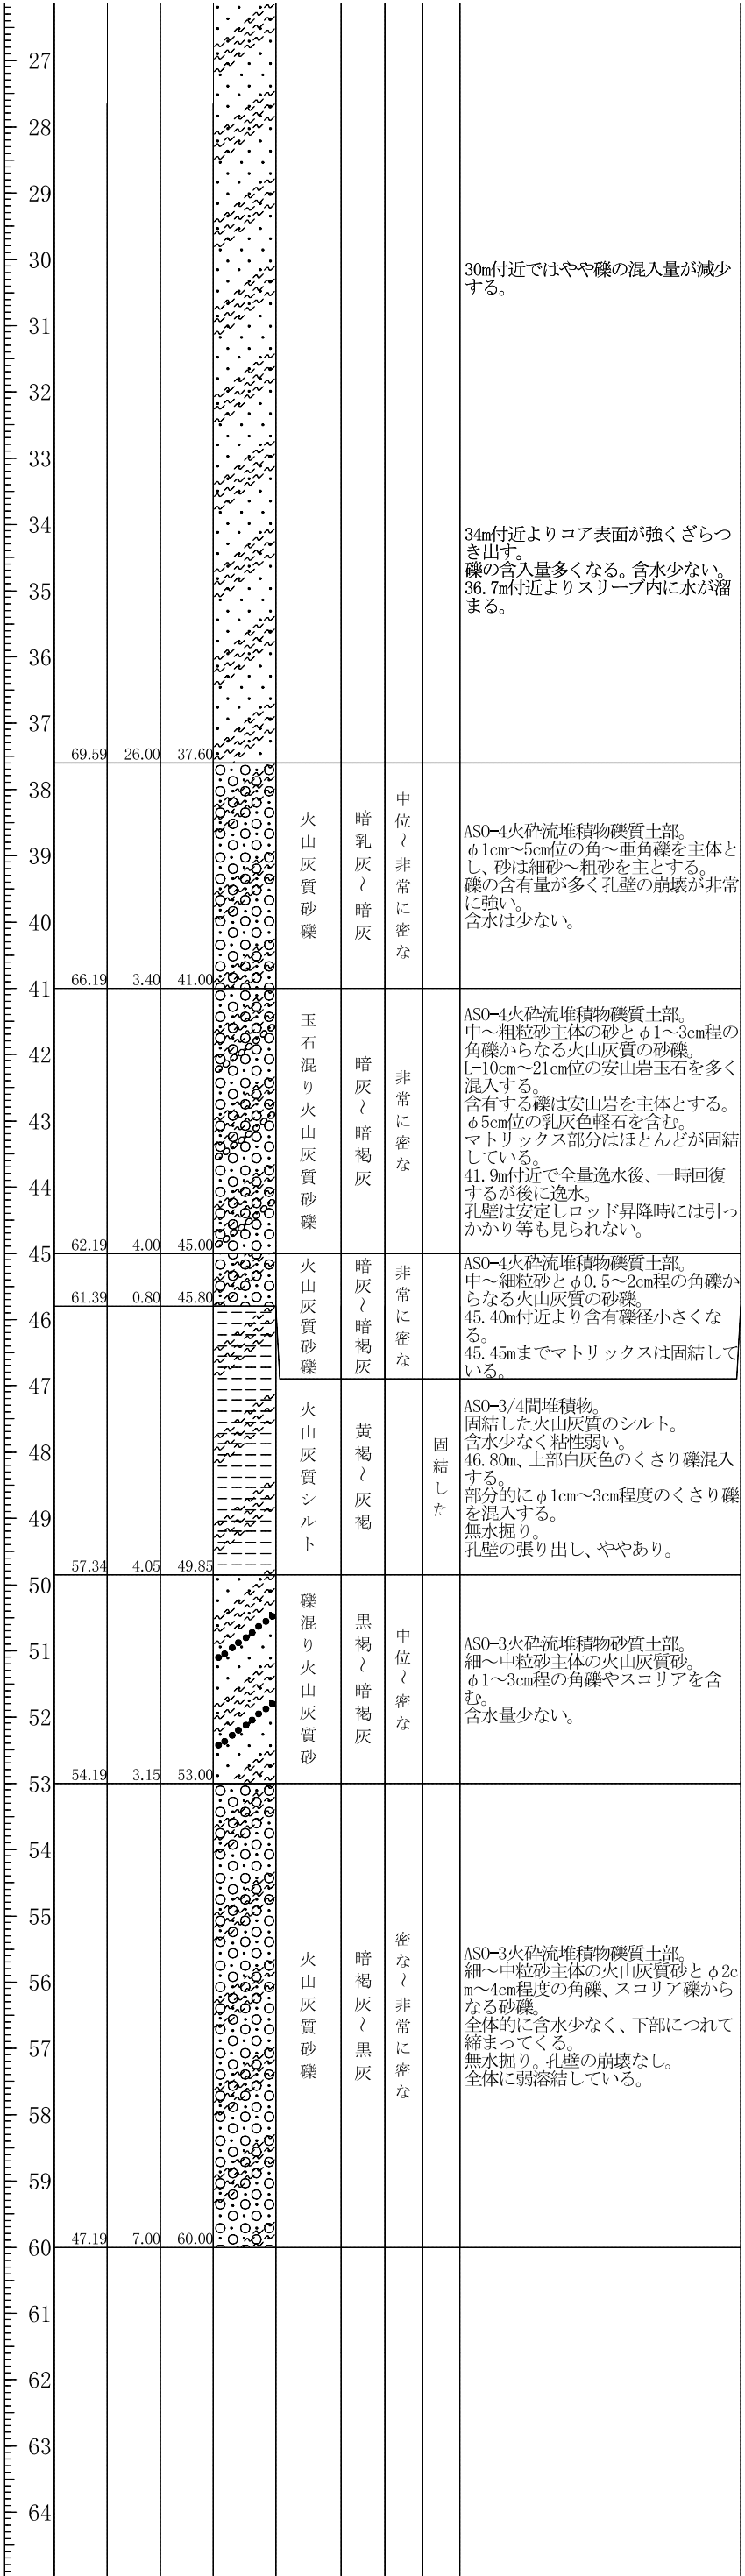 27
28
29
30
30m付近ではやや礫の混入量が減少
する。
31
32
33
34
34m付近よりコア表面が強くざらつ
き出す。
礫の含入量多くなる。含水少ない。
35
36.7m付近よりスリーブ内に水が溜
まる。
36
37
69.59 26.00 37.60
38
火山灰質砂礫
暗乳灰～暗灰
中位～非常に密な
ASO-4火砕流堆積物礫質土部。
φ1cm～5cm位の角～亜角礫を主体と
し、砂は細砂～粗砂を主とする。
礫の含有量が多く孔壁の崩壊が非常
に強い。
含水は少ない。
39
40
66.19 3.40 41.00
41
玉石混り火山灰質砂礫
暗灰～暗褐灰
非常に密な
ASO-4火砕流堆積物礫質土部。
中～粗粒砂主体の砂とφ1～3cm程の
角礫からなる火山灰質の砂礫。
L-10cm～21cm位の安山岩玉石を多く
混入する。
含有する礫は安山岩を主体とする。
φ5cm位の乳灰色軽石を含む。
マトリックス部分はほとんどが固結
している。
41.9m付近で全量逸水後、一時回復
するが後に逸水。
孔壁は安定しロッド昇降時には引っ
かかり等も見られない。
42
43
44
62.19 4.00 45.00
45
火山灰質砂礫
暗灰～暗褐灰
非常に密な
ASO-4火砕流堆積物礫質土部。
中～細粒砂とφ0.5～2cm程の角礫か
らなる火山灰質の砂礫。
45.40m付近より含有礫径小さくな
る。
45.45mまでマトリックスは固結して
いる。
61.39 0.80 45.80
46
47
火山灰質シルト
黄褐～灰褐
固結した
ASO-3/4間堆積物。
固結した火山灰質のシルト。
含水少なく粘性弱い。
46.80m、上部白灰色のくさり礫混入
する。
部分的にφ1cm～3cm程度のくさり礫
を混入する。
無水掘り。
孔壁の張り出し、ややあり。
48
49
57.34 4.05 49.85
50
礫混り火山灰質砂
黒褐～暗褐灰
中位～密な
ASO-3火砕流堆積物砂質土部。
細～中粒砂主体の火山灰質砂。
φ1～3cm程の角礫やスコリアを含
む。
含水量少ない。
51
52
54.19 3.15 53.00
53
54
55
火山灰質砂礫
暗褐灰～黒灰
密な～非常に密な
ASO-3火砕流堆積物礫質土部。
細～中粒砂主体の火山灰質砂とφ2c
m～4cm程度の角礫、スコリア礫から
なる砂礫。
全体的に含水少なく、下部につれて
締まってくる。
無水掘り。孔壁の崩壊なし。
全体に弱溶結している。
56
57
58
59
47.19 7.00 60.00
60
61
62
63
64